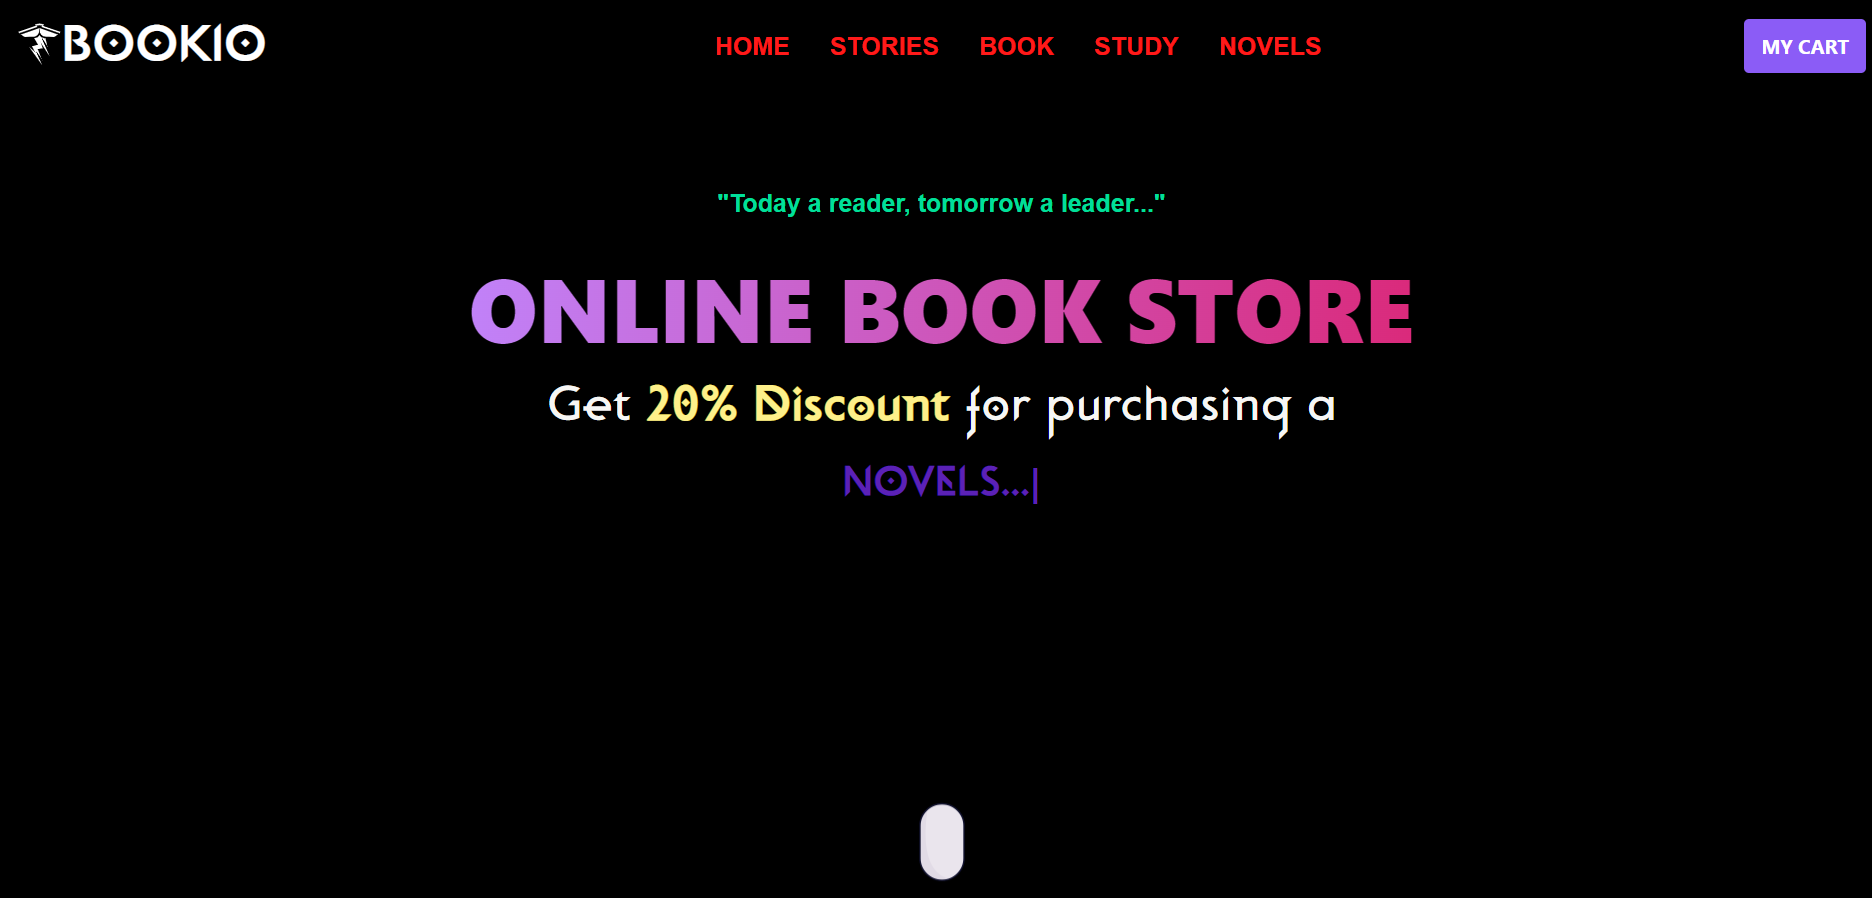 BOOKIO
HOME STORIES BOOK STUDY NOVELS
MY CART
"Today a reader, tomorrow a leader..."
ONLINE BOOK STORE
Get 20% Discount for purchasing a
NOVELS...|